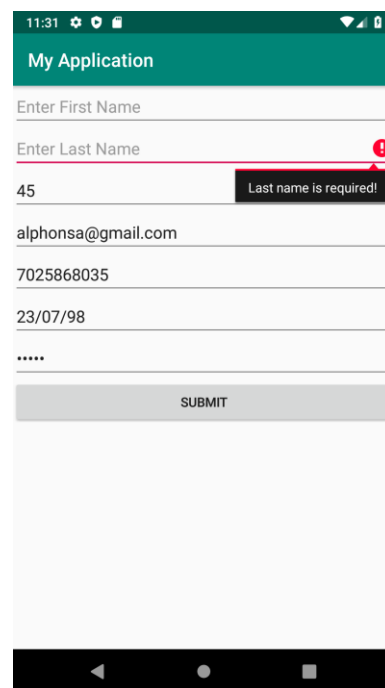 11:31
My Application
Enter First Name
Enter Last Name
45
Last name is required!
alphonsa@gmail.com
7025868035
23/07/98
•••••
SUBMIT